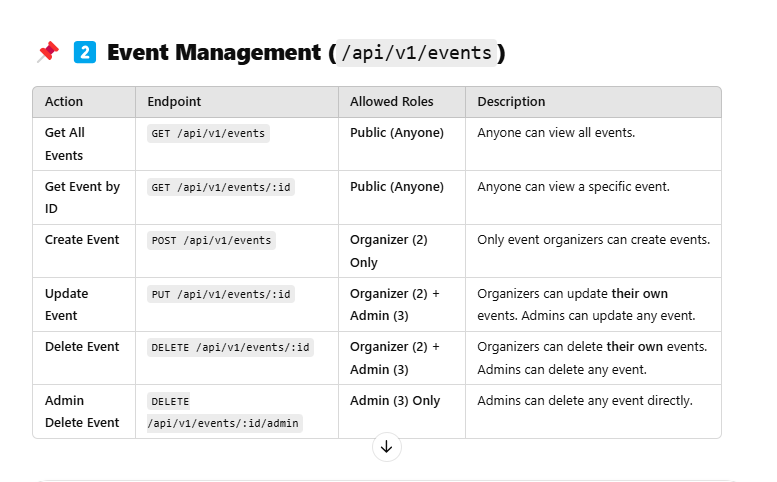 📌 2️⃣ Event Management (/api/v1/events)
Action Endpoint Allowed Roles Description
Get All Events GET /api/v1/events Public (Anyone) Anyone can view all events.
Get Event by ID GET /api/v1/events/:id Public (Anyone) Anyone can view a specific event.
Create Event POST /api/v1/events Organizer (2) Only Only event organizers can create events.
Update Event PUT /api/v1/events/:id Organizer (2) + Admin (3) Organizers can update their own events. Admins can update any event.
Delete Event DELETE /api/v1/events/:id Organizer (2) + Admin (3) Organizers can delete their own events. Admins can delete any event.
Admin Delete Event DELETE /api/v1/events/:id/admin Admin (3) Only Admins can delete any event directly.